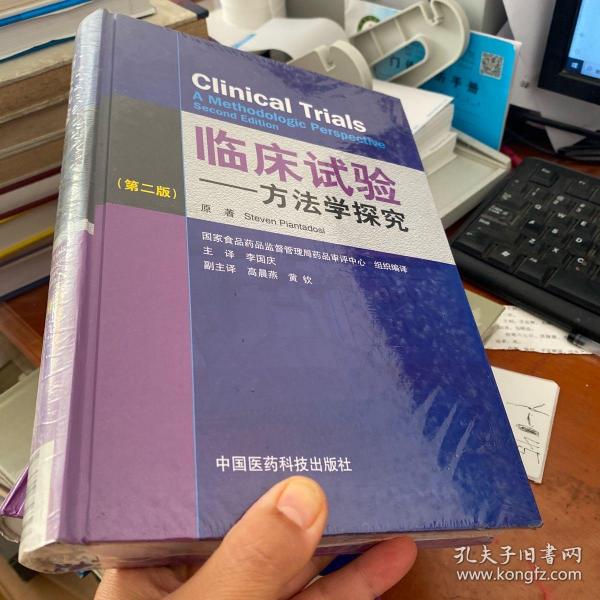 Clinical Trials
A Methodologic Perspective
Second Edition
临床试验
——方法学探究
(第二版)
原 著 Steven Piantadosi
国家食品药品监督管理局药品审评中心 组织编译
主 译 李国庆
副主译 高晨燕 黄 钦
中国医药科技出版社
孔夫子旧书网
www.kongfz.com